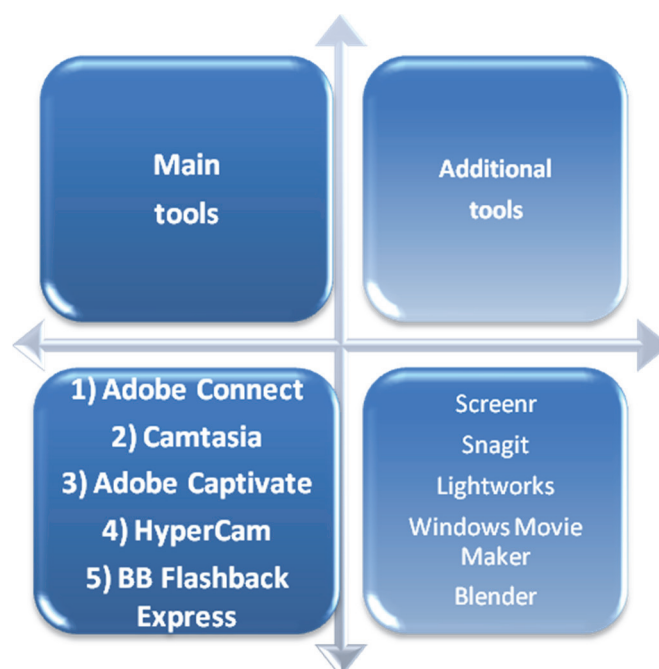 Main
tools
Additional
tools
1) Adobe Connect
2) Camtasia
3) Adobe Captivate
4) HyperCam
5) BB Flashback
Express
Screenr
Snagit
Lightworks
Windows Movie
Maker
Blender